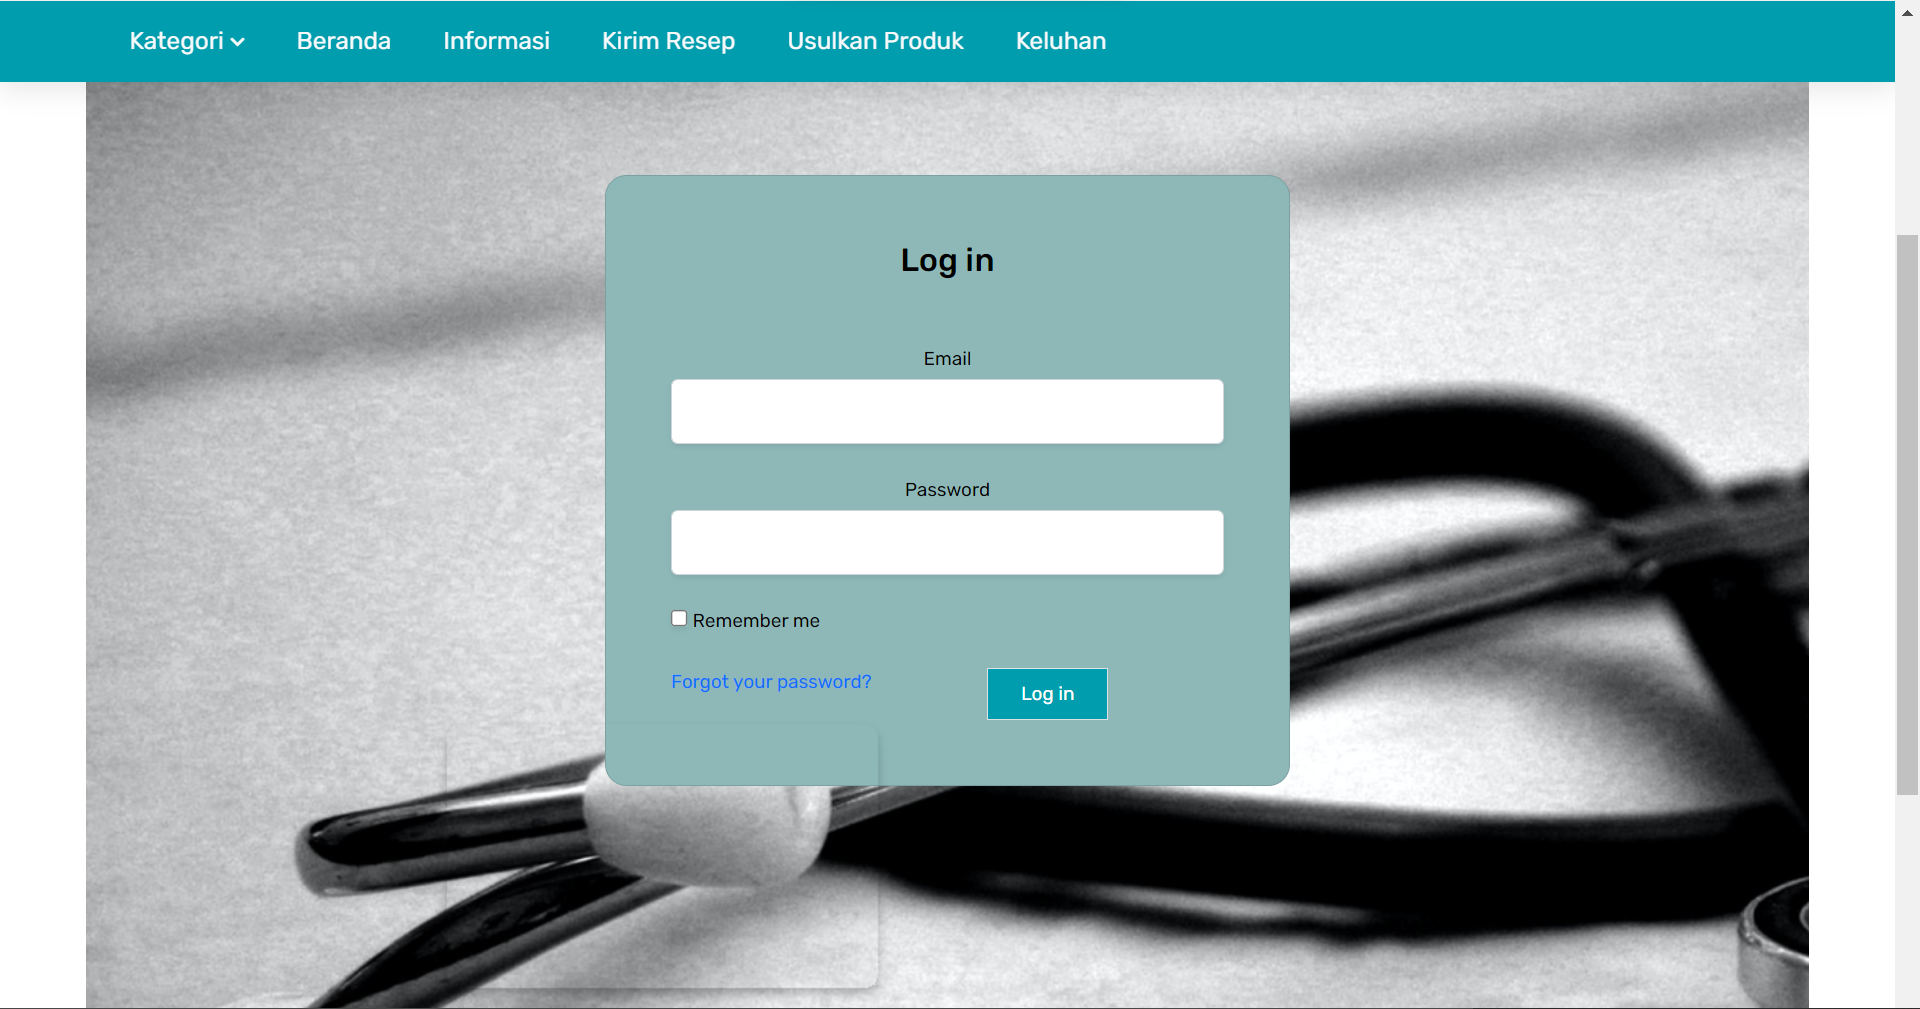 Kategori Beranda Informasi Kirim Resep Usulkan Produk Keluhan
Log in
Email
Password
Remember me
Forgot your password? Log in